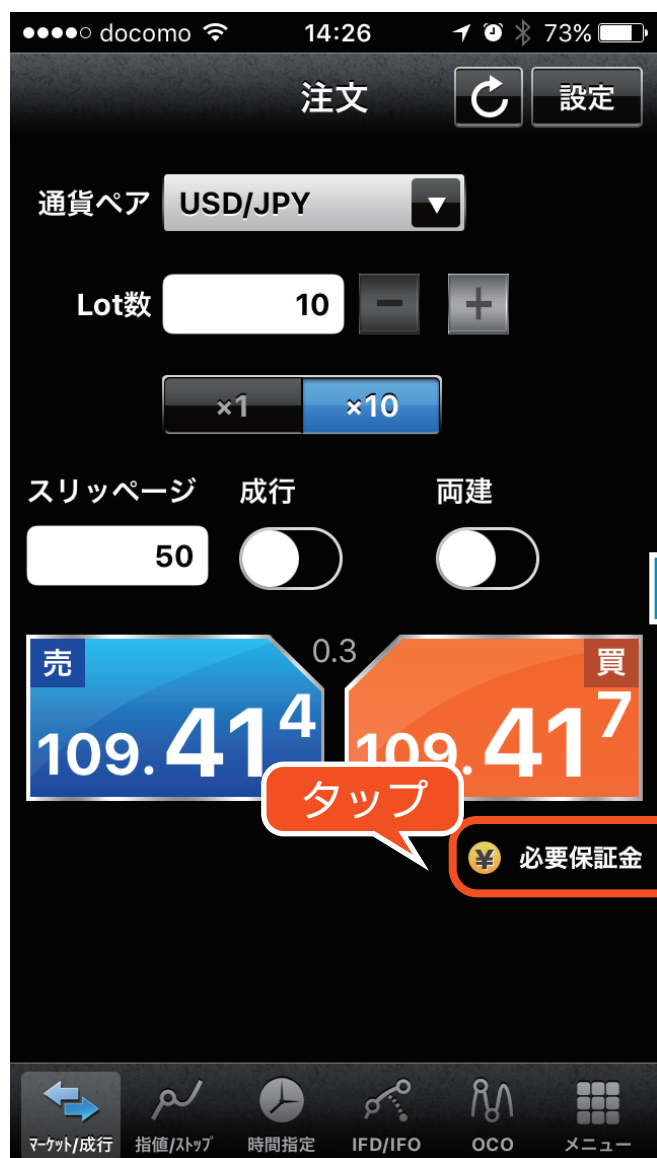 docomo 14:26 73%
注文 設定
通貨ペア USD/JPY
Lot数 10 − +
×1 ×10
スリッページ 成行 両建
50
売 0.3 買
109.414 109.417
タップ
¥ 必要保証金
マーケット/成行 指値/ストップ 時間指定 IFD/IFO OCO メニュー